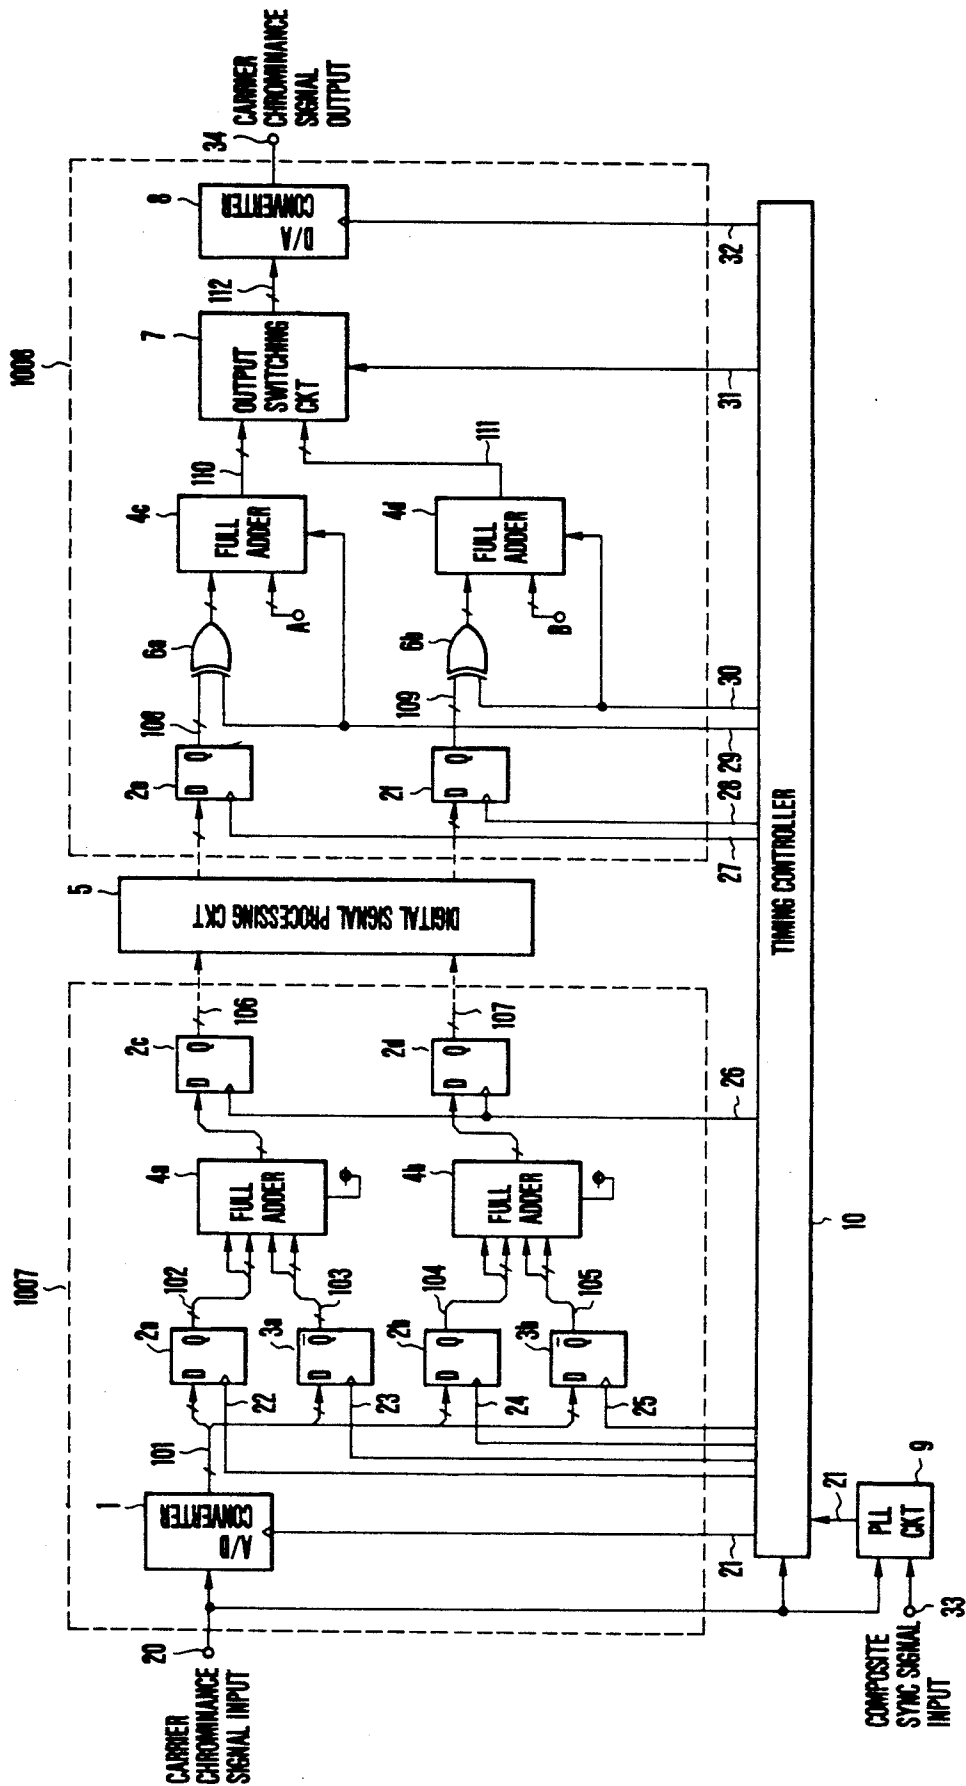 CARRIER
CHROMINANCE
SIGNAL INPUT
20
1007
1
A/D
CONVERTER
101
21
22
23
24
25
2a
D Q
102
3a
D Q̅
103
2b
D Q
104
3b
D Q̅
105
4a
FULL
ADDER
4b
FULL
ADDER
26
2c
D Q
106
2d
D Q
107
5
DIGITAL SIGNAL PROCESSING CKT
1008
27
28
29
30
2e
D Q
108
2f
D Q
109
6a
6b
A
B
4c
FULL
ADDER
4d
FULL
ADDER
110
111
7
OUTPUT
SWITCHING
CKT
31
112
8
D/A
CONVERTER
32
34
CARRIER
CHROMINANCE
SIGNAL
OUTPUT
TIMING CONTROLLER
10
21
9
PLL
CKT
33
COMPOSITE
SYNC SIGNAL
INPUT